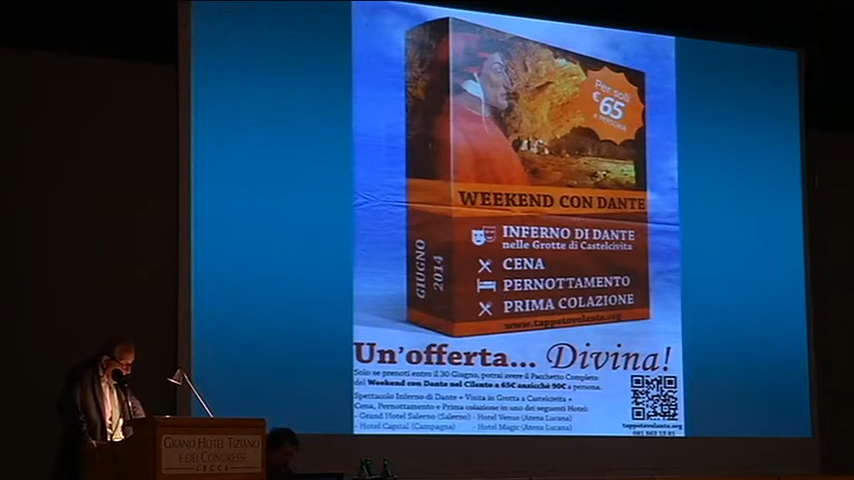 Per soli
€65
A PERSONA
WEEKEND CON DANTE
INFERNO DI DANTE
nelle Grotte di Castelcivita
CENA
PERNOTTAMENTO
PRIMA COLAZIONE
GIUGNO
2014
www.tappetovolante.org
Un'offerta... Divina!
Solo se prenoti entro il 30 Giugno, potrai avere il Pacchetto Completo
del Weekend con Dante nel Cilento a 65€ anzichè 90€ a persona.
Spettacolo Inferno di Dante + Visita in Grotta a Castelcivita +
Cena, Pernottamento e Prima colazione in uno dei seguenti Hotel:
- Grand Hotel Salerno (Salerno) - Hotel Venus (Atena Lucana)
- Hotel Capital (Campagna) - Hotel Magic (Atena Lucana)
tappetovolante.org
GRAND HOTEL TIZIANO
E DEI CONGRESSI
LECCE